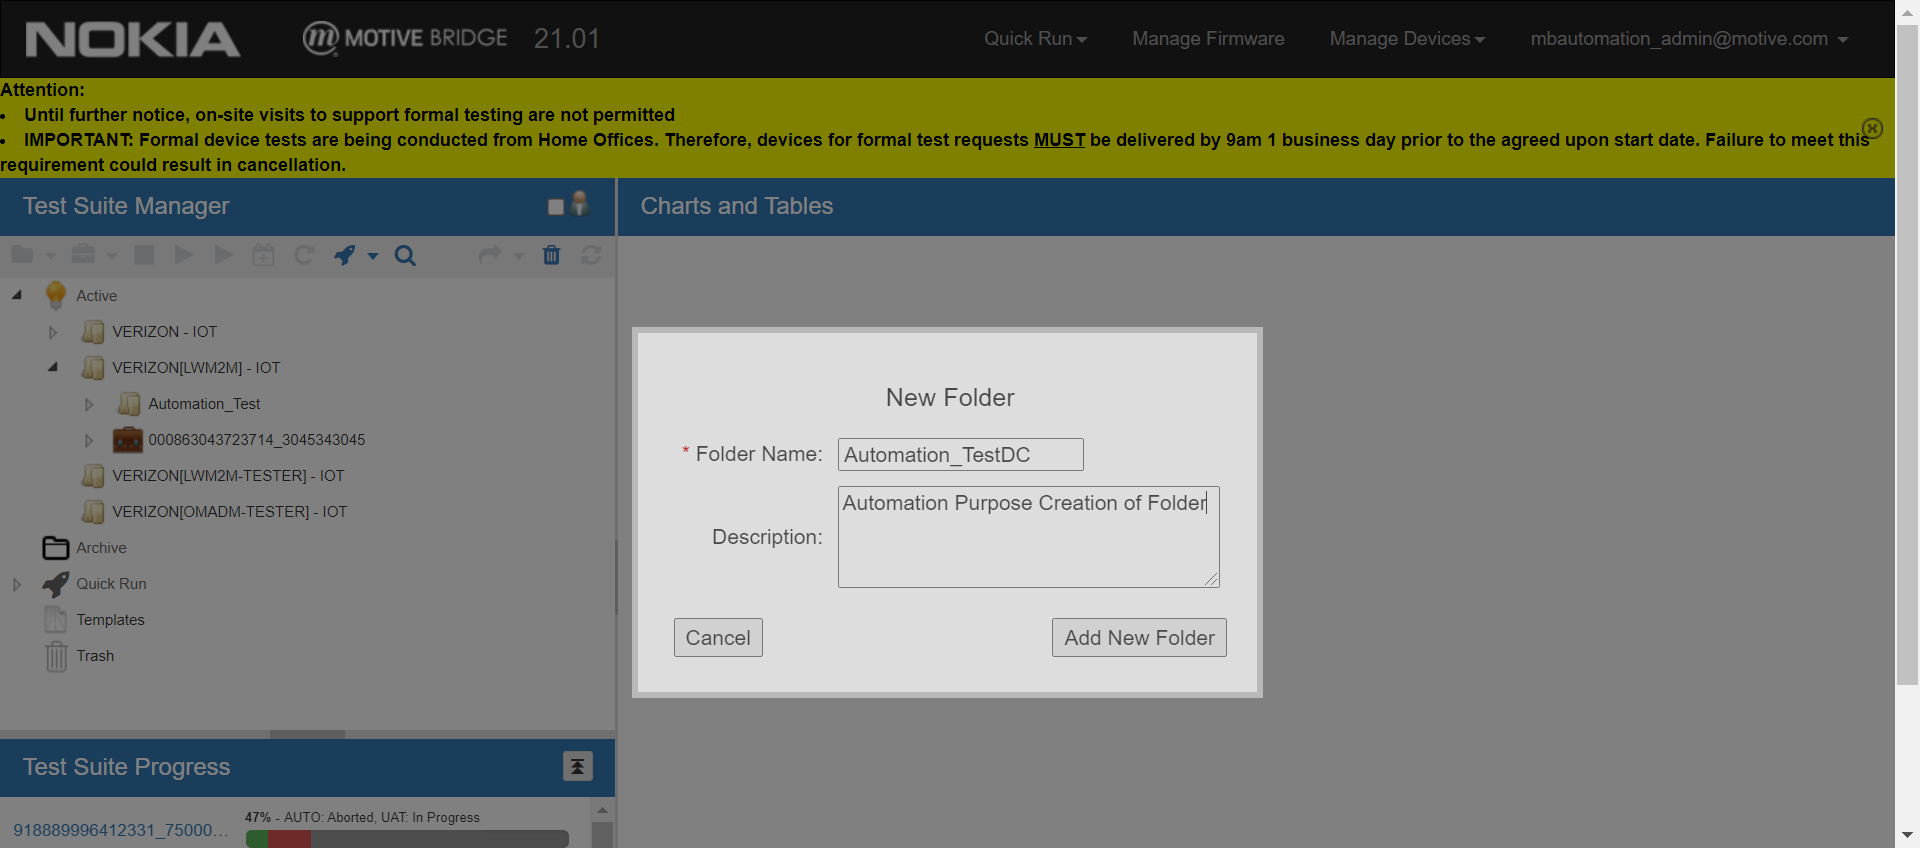 NOKIA
MOTIVE BRIDGE 21.01
Quick Run
Manage Firmware
Manage Devices
mbautomation_admin@motive.com
Attention:
• Until further notice, on-site visits to support formal testing are not permitted
• IMPORTANT: Formal device tests are being conducted from Home Offices. Therefore, devices for formal test requests MUST be delivered by 9am 1 business day prior to the agreed upon start date. Failure to meet this
requirement could result in cancellation.
Test Suite Manager
Charts and Tables
Active
VERIZON - IOT
VERIZON[LWM2M] - IOT
Automation_Test
000863043723714_3045343045
VERIZON[LWM2M-TESTER] - IOT
VERIZON[OMADM-TESTER] - IOT
Archive
Quick Run
Templates
Trash
New Folder
* Folder Name: Automation_TestDC
Automation Purpose Creation of Folder
Description:
Cancel
Add New Folder
Test Suite Progress
47% - AUTO: Aborted, UAT: In Progress
918889996412331_75000...